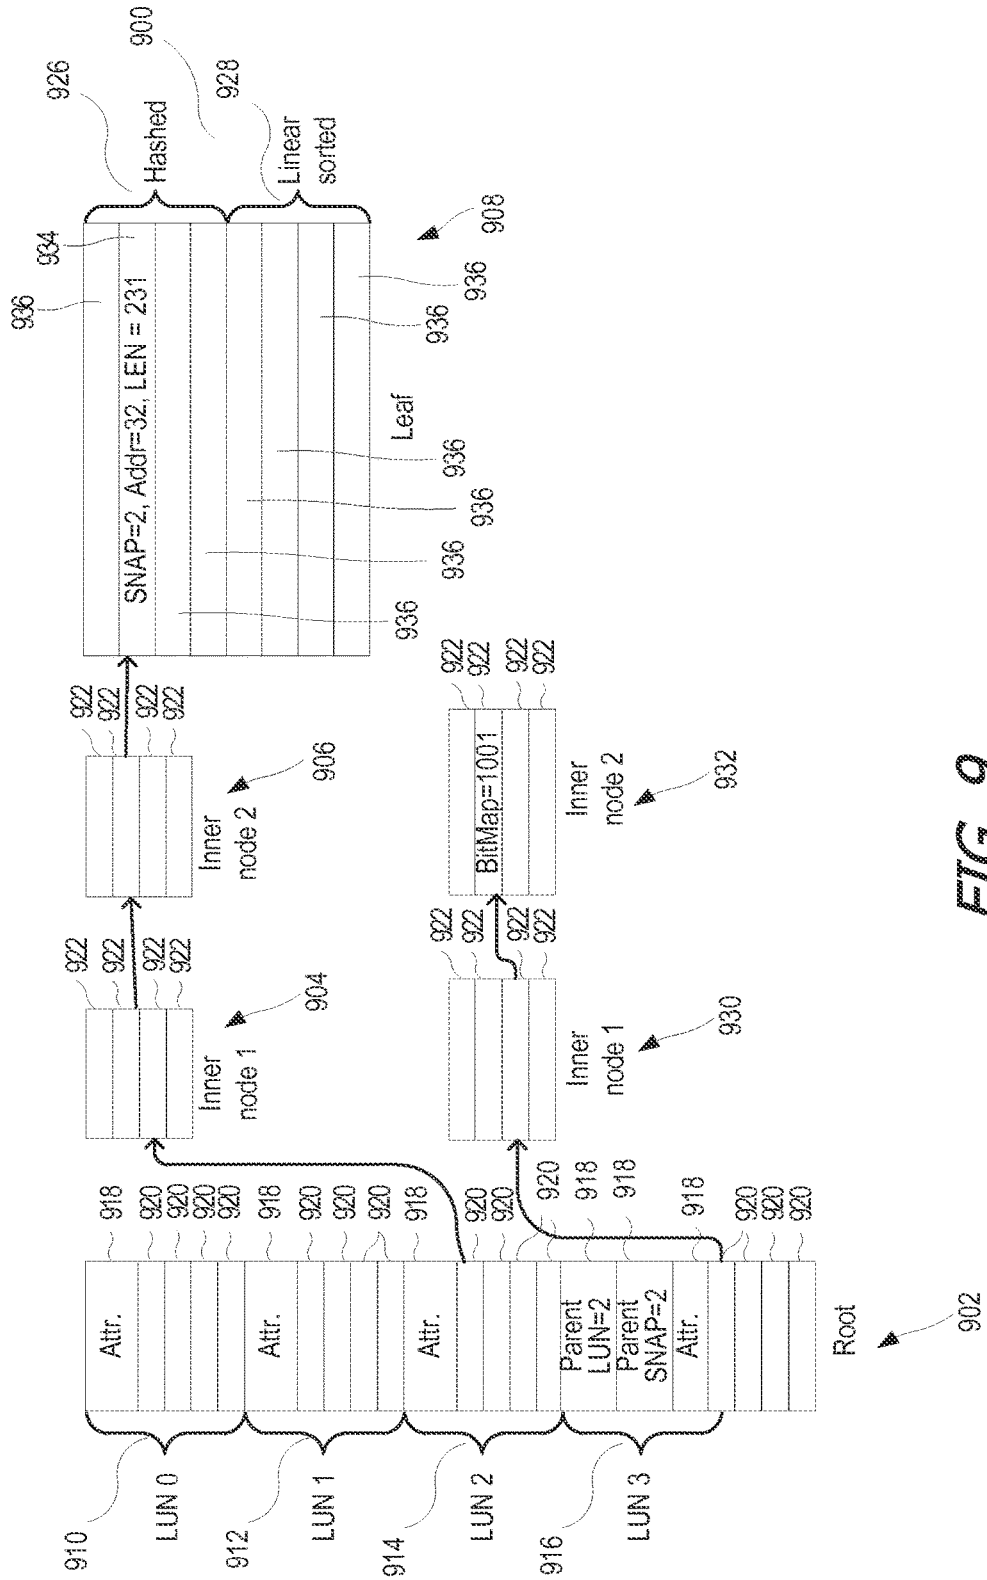 900
926
Hashed
928
Linear
sorted
936
934
SNAP=2, Addr=32, LEN = 231
936
936
936
936
936
936
Leaf
908
922
922
922
922
Inner
node 2
906
922
922
922
922
Inner
node 1
904
922
922
922
922
BitMap=1001
Inner
node 2
932
922
922
922
922
Inner
node 1
930
918
920
920
920
920
918
920
920
920
918
920
920
920
918
918
918
920
920
920
Attr.
Attr.
Attr.
Parent
LUN=2
Parent
SNAP=2
Attr.
Root
902
910
LUN 0
912
LUN 1
914
LUN 2
916
LUN 3
FIG. 9